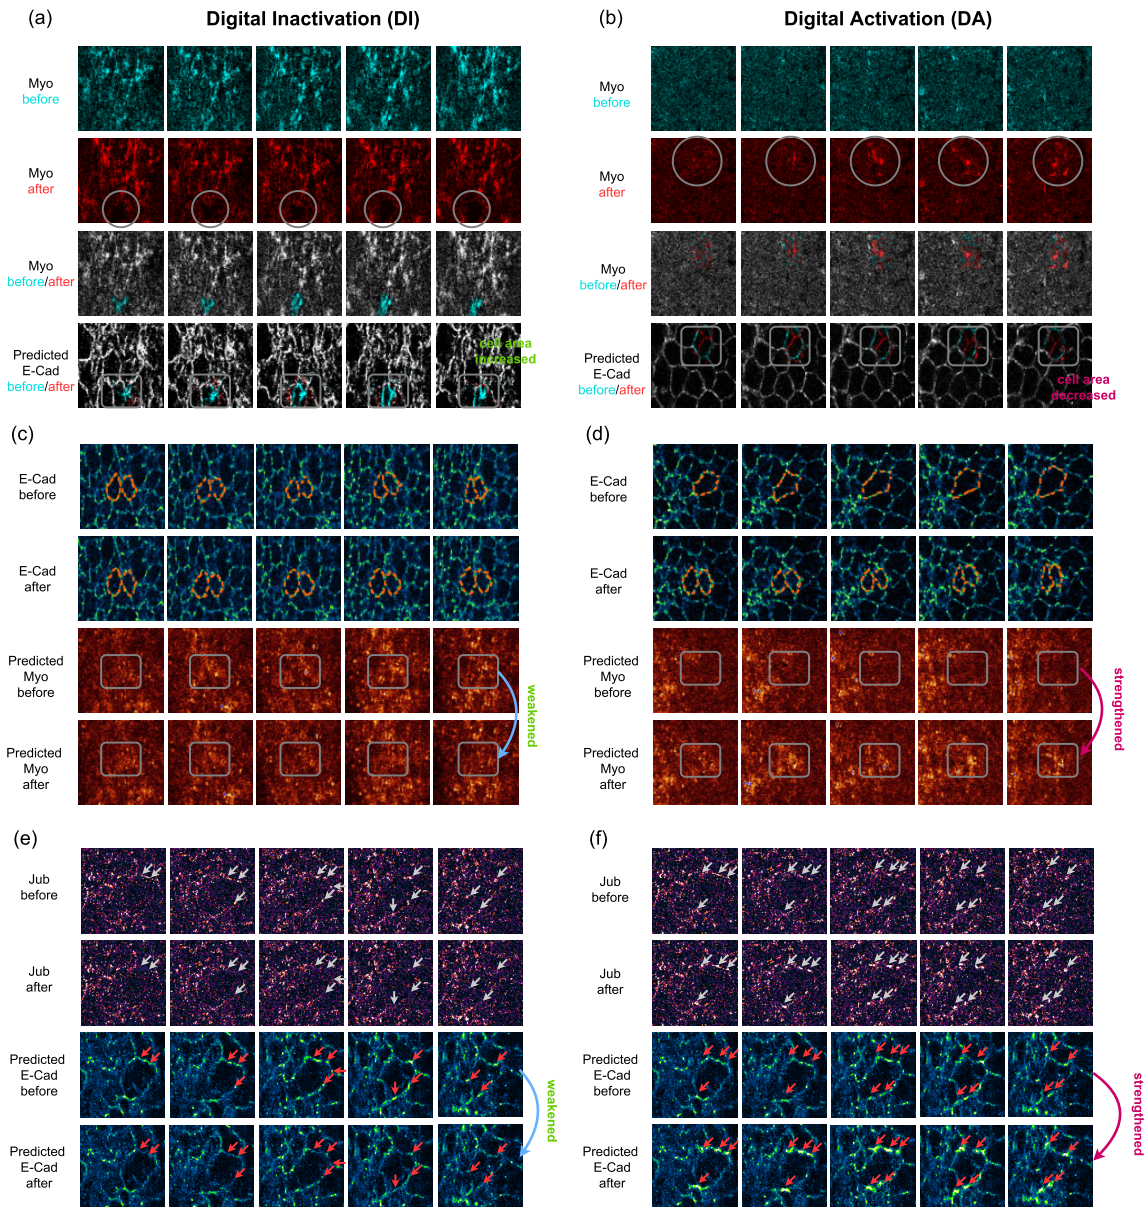 (a)
Digital Inactivation (DI)
Myo
before
Myo
after
Myo
before/after
Predicted
E-Cad
before/after
cell area
increased
(b)
Digital Activation (DA)
Myo
before
Myo
after
Myo
before/after
Predicted
E-Cad
before/after
cell area
decreased
(c)
E-Cad
before
E-Cad
after
Predicted
Myo
before
Predicted
Myo
after
weakened
(d)
E-Cad
before
E-Cad
after
Predicted
Myo
before
Predicted
Myo
after
strengthened
(e)
Jub
before
Jub
after
Predicted
E-Cad
before
Predicted
E-Cad
after
weakened
(f)
Jub
before
Jub
after
Predicted
E-Cad
before
Predicted
E-Cad
after
strengthened